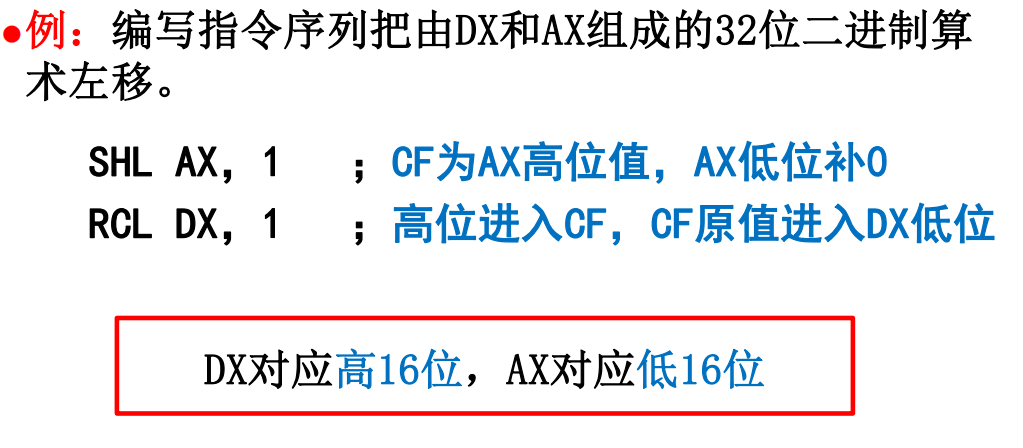 ●例：编写指令序列把由DX和AX组成的32位二进制算
术左移。
SHL AX，1 ；CF为AX高位值，AX低位补0
RCL DX，1 ；高位进入CF，CF原值进入DX低位
DX对应高16位，AX对应低16位